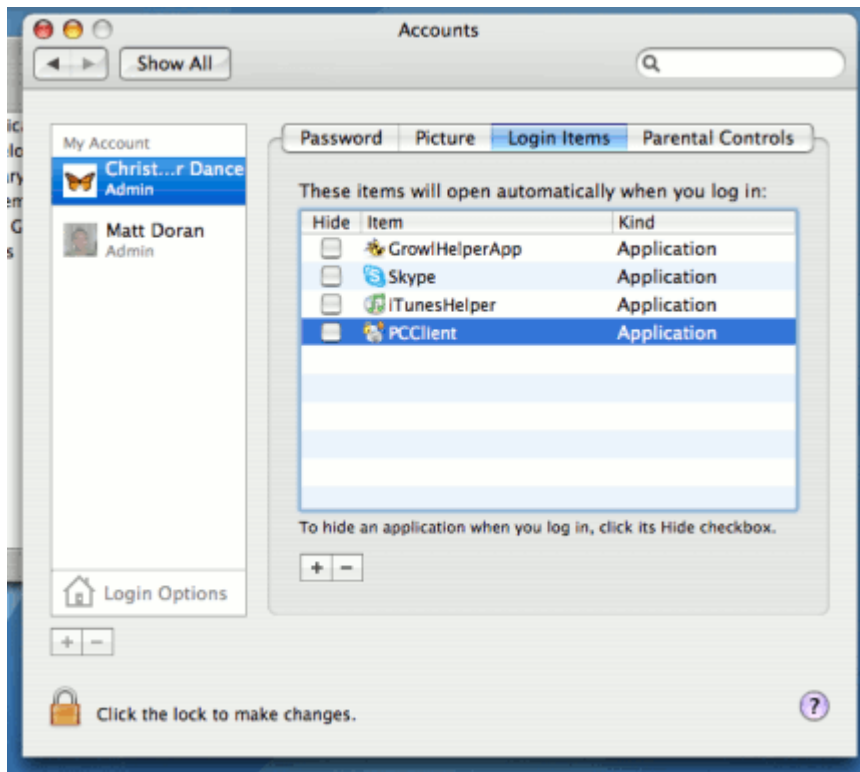 Accounts
Show All
My Account
Christ...r Dance
Admin
Matt Doran
Admin
Login Options
Password Picture Login Items Parental Controls
These items will open automatically when you log in:
Hide Item Kind
GrowlHelperApp Application
Skype Application
iTunesHelper Application
PCClient Application
To hide an application when you log in, click its Hide checkbox.
+ −
+ −
Click the lock to make changes.
?